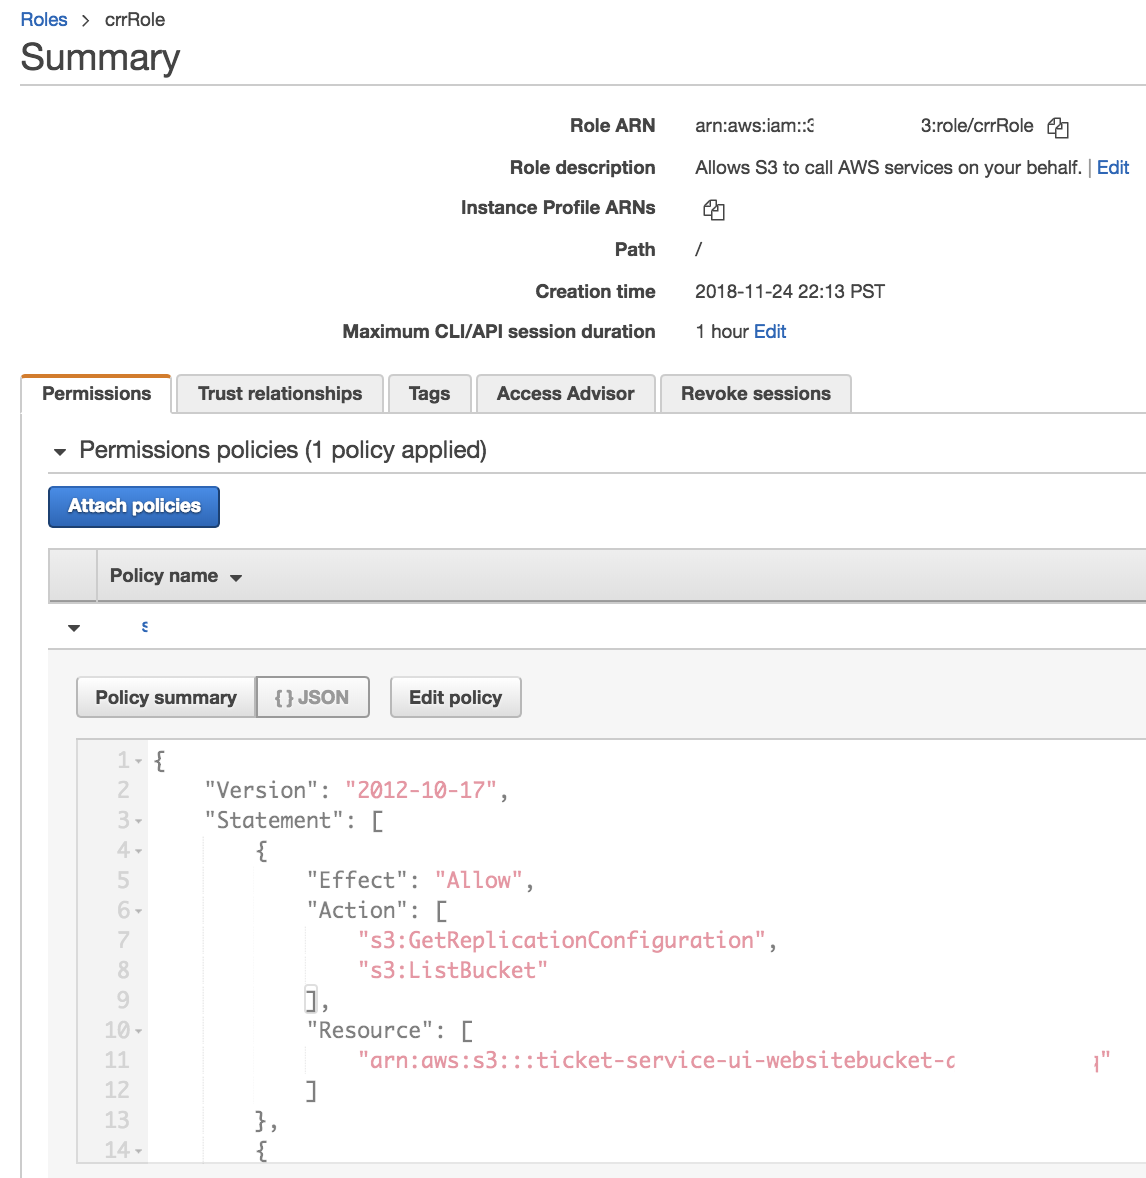 Roles > crrRole
Summary
Role ARN arn:aws:iam::3 3:role/crrRole
Role description Allows S3 to call AWS services on your behalf. | Edit
Instance Profile ARNs
Path /
Creation time 2018-11-24 22:13 PST
Maximum CLI/API session duration 1 hour Edit
Permissions Trust relationships Tags Access Advisor Revoke sessions
Permissions policies (1 policy applied)
Attach policies
Policy name
s
Policy summary {} JSON Edit policy
1 {
2 "Version": "2012-10-17",
3 "Statement": [
4 {
5 "Effect": "Allow",
6 "Action": [
7 "s3:GetReplicationConfiguration",
8 "s3:ListBucket"
9 ],
10 "Resource": [
11 "arn:aws:s3:::ticket-service-ui-websitebucket- "
12 ]
13 },
14 {